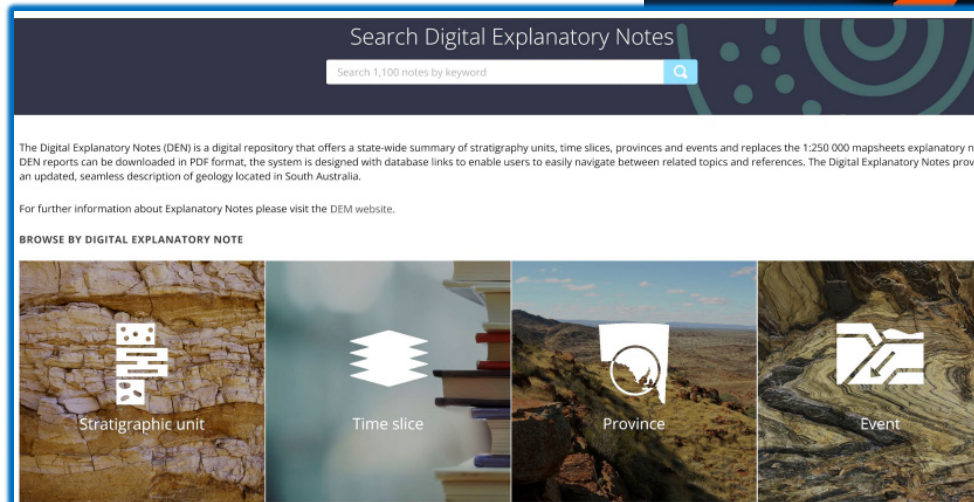 Search Digital Explanatory Notes
Search 1,100 notes by keyword
The Digital Explanatory Notes (DEN) is a digital repository that offers a state-wide summary of stratigraphy units, time slices, provinces and events and replaces the 1:250 000 mapsheets explanatory
DEN reports can be downloaded in PDF format, the system is designed with database links to enable users to easily navigate between related topics and references. The Digital Explanatory Notes
an updated, seamless description of geology located in South Australia.
For further information about Explanatory Notes please visit the DEM website.
BROWSE BY DIGITAL EXPLANATORY NOTE
Stratigraphic unit
Time slice
Province
Event